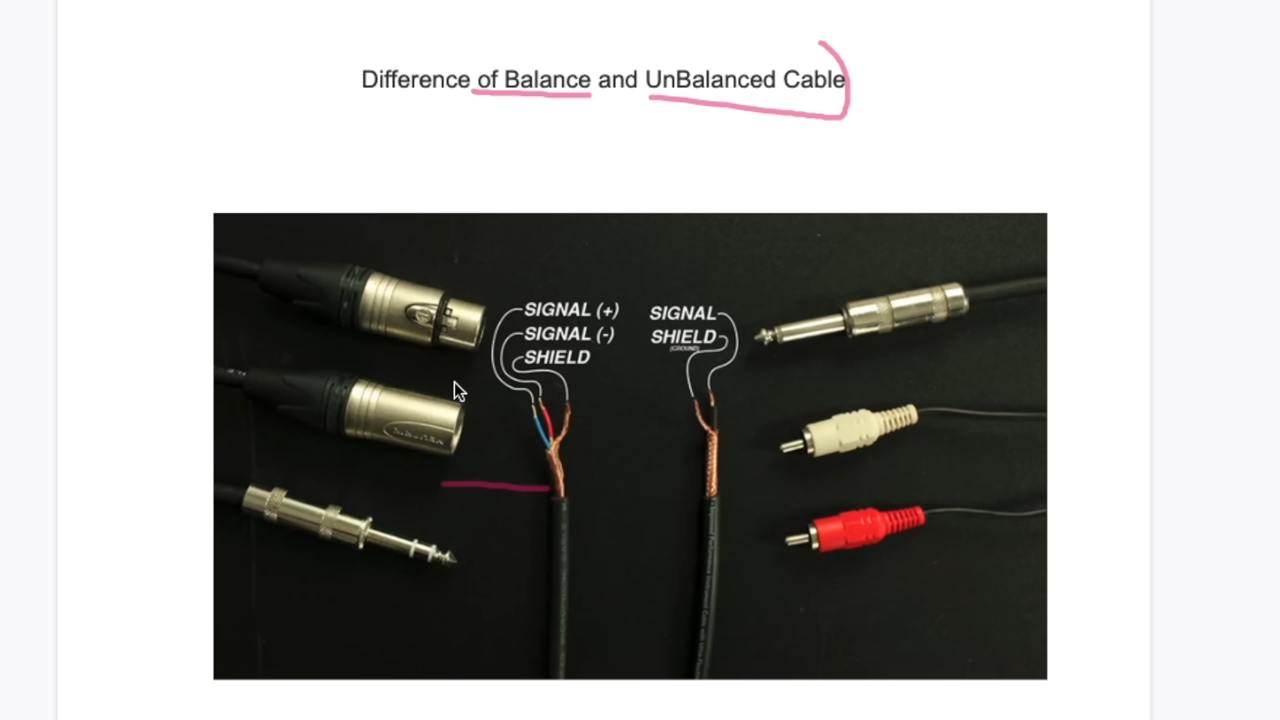 Difference of Balance and UnBalanced Cable
SIGNAL (+)
SIGNAL (-)
SHIELD
SIGNAL
SHIELD
(GROUND)